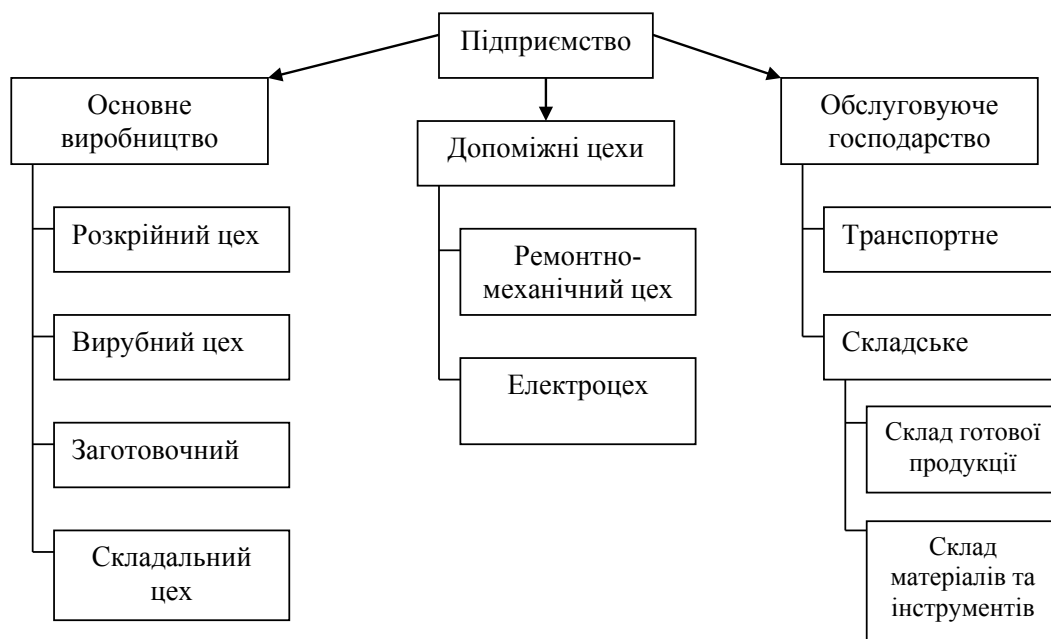 Підприємство
Основне
виробництво
Розкрійний цех
Вирубний цех
Заготовочний
Складальний
цех
Допоміжні цехи
Ремонтно-
механічний цех
Електроцех
Обслуговуюче
господарство
Транспортне
Складське
Склад готової
продукції
Склад
матеріалів та
інструментів